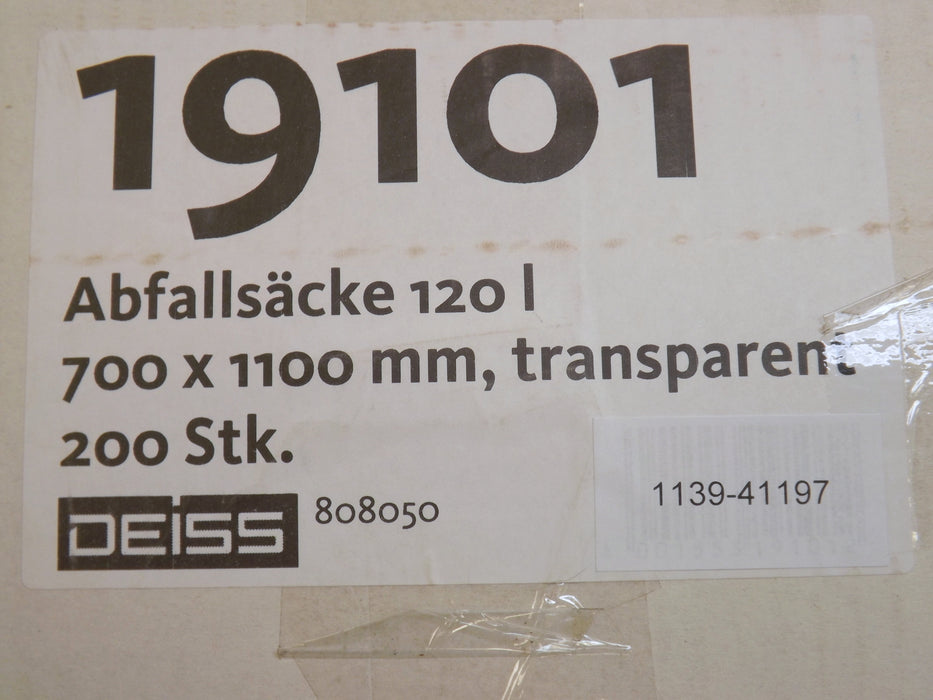 19101
Abfallsäcke 120 l
700 x 1100 mm, transparent
200 Stk.
DEISS 808050
1139-41197